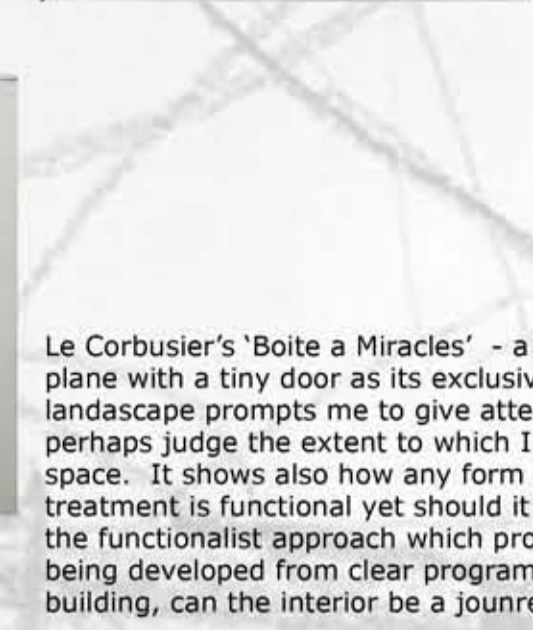 Le Corbusier's 'Boite a Miracles' - a
plane with a tiny door as its exclusiv
landascape prompts me to give atte
perhaps judge the extent to which I
space. It shows also how any form
treatment is functional yet should it
the functionalist approach which pro
being developed from clear program
building, can the interior be a jounre